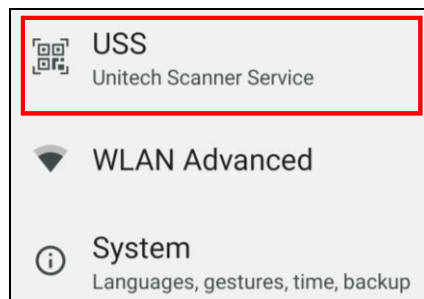 USS
Unitech Scanner Service
WLAN Advanced
System
Languages, gestures, time, backup